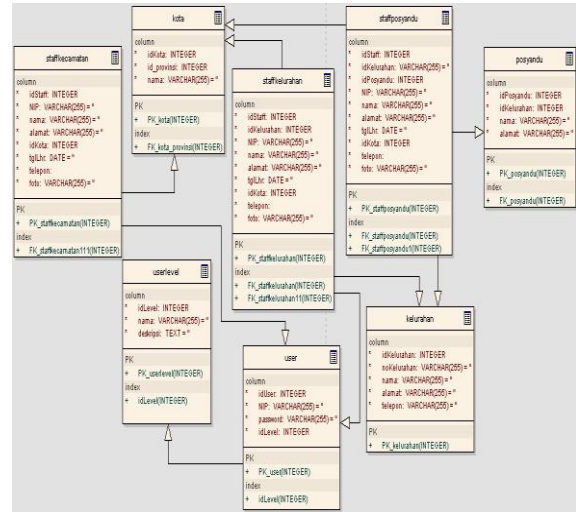 kota
column
* idKota: INTEGER
* id_provinsi: INTEGER
* nama: VARCHAR(255) = "
PK
+ PK_kota(INTEGER)
index
+ FK_kota_provinsi
staffkecamatan
column
* idStaff: INTEGER
* NIP: VARCHAR(255) = "
* nama: VARCHAR(255) = "
* alamat: VARCHAR(255) = "
* idKota: INTEGER
* tglLhr: DATE = "
* telepon:
* foto: VARCHAR(255) = "
PK
+ PK_staffkecamatan(INTEGER)
index
+ FK_staffkecamatan111(INTEGER)
staffkelurahan
column
* idStaff: INTEGER
* idKelurahan: INTEGER
* NIP: VARCHAR(255) = "
* nama: VARCHAR(255) = "
* alamat: VARCHAR(255) = "
* tglLhr: DATE = "
* idKota: INTEGER
* telepon:
* foto: VARCHAR(255) = "
PK
+ PK_staffkelurahan(INTEGER)
index
+ FK_staffkelurahan(INTEGER)
+ FK_staffkelurahan11(INTEGER)
staffposyandu
column
* idStaff: INTEGER
* idKelurahan: INTEGER
* idPosyandu: INTEGER
* NIP: VARCHAR(255) = "
* nama: VARCHAR(255) = "
* alamat: VARCHAR(255) = "
* tglLhr: DATE = "
* idKota: INTEGER
* telepon:
* foto: VARCHAR(255) = "
PK
+ PK_staffposyandu(INTEGER)
index
+ FK_staffposyandu(INTEGER)
+ FK_staffposyandu1(INTEGER)
posyandu
column
* idPosyandu: INTEGER
* idKelurahan: INTEGER
* nama: VARCHAR(255) = "
* alamat: VARCHAR(255) = "
PK
+ PK_posyandu(INTEGER)
index
+ FK_posyandu(INTEGER)
userlevel
column
* idLevel: INTEGER
* nama: VARCHAR(255) = "
* deskripsi: TEXT = "
PK
+ PK_userlevel(INTEGER)
index
+ idLevel(INTEGER)
user
column
* idUser: INTEGER
* NIP: VARCHAR(255) = "
* password: VARCHAR(255) = "
* idLevel: INTEGER
PK
+ PK_user(INTEGER)
index
+ idLevel(INTEGER)
kelurahan
column
* idKelurahan: INTEGER
* noKelurahan: VARCHAR(255) = "
* nama: VARCHAR(255) = "
* alamat: VARCHAR(255) = "
* telepon: VARCHAR(255) = "
PK
+ PK_kelurahan(INTEGER)